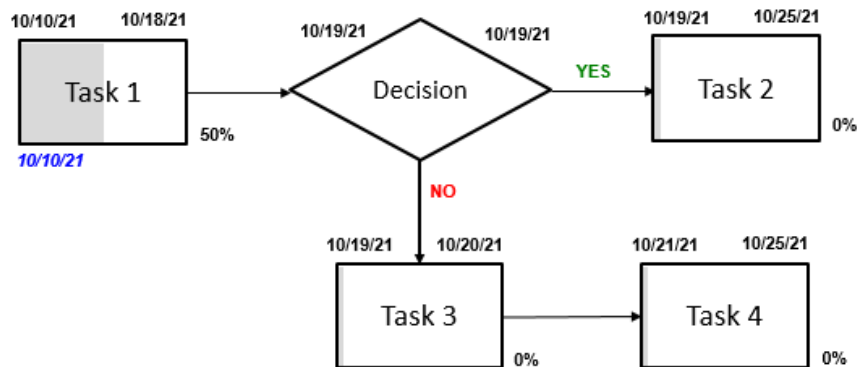 10/10/21 10/18/21
Task 1
50%
10/10/21
10/19/21 10/19/21
Decision
YES
10/19/21 10/25/21
Task 2
0%
NO
10/19/21 10/20/21
Task 3
0%
10/21/21 10/25/21
Task 4
0%